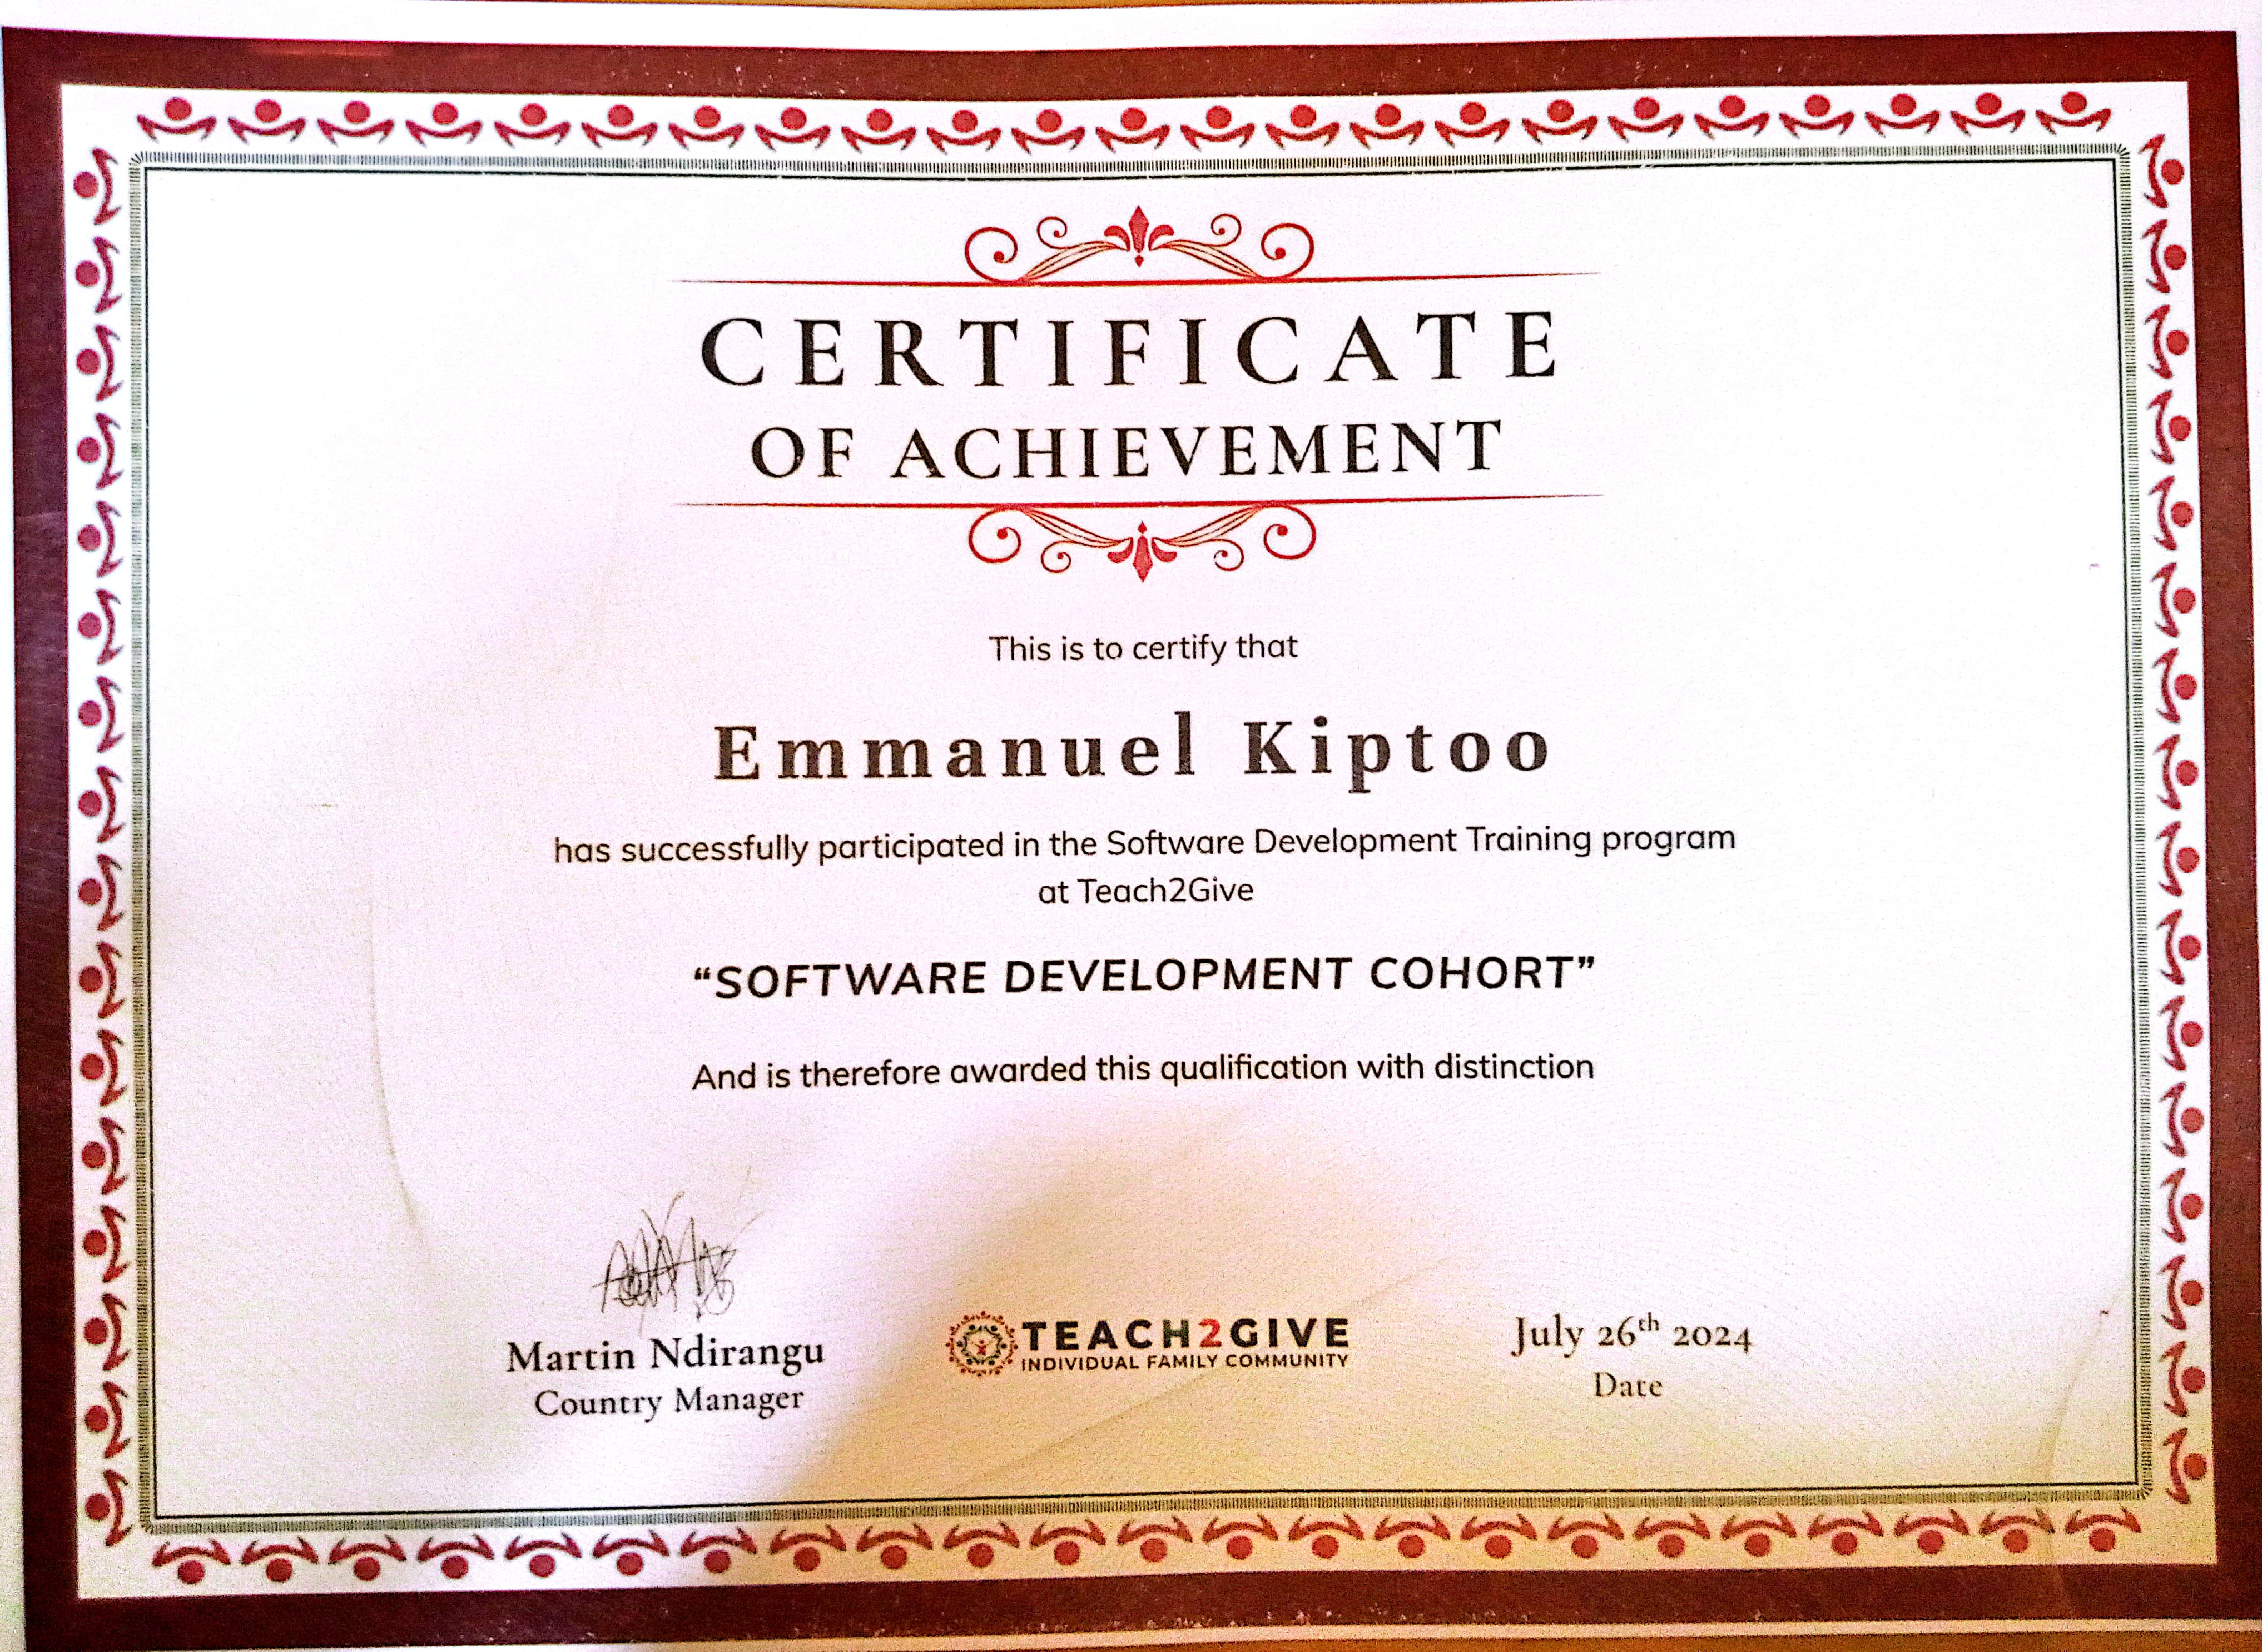 CERTIFICATE
OF ACHIEVEMENT
This is to certify that
Emmanuel Kiptoo
has successfully participated in the Software Development Training program
at Teach2Give
“SOFTWARE DEVELOPMENT COHORT”
And is therefore awarded this qualification with distinction
Martin Ndirangu
Country Manager
TEACH2GIVE
INDIVIDUAL FAMILY COMMUNITY
July 26th 2024
Date